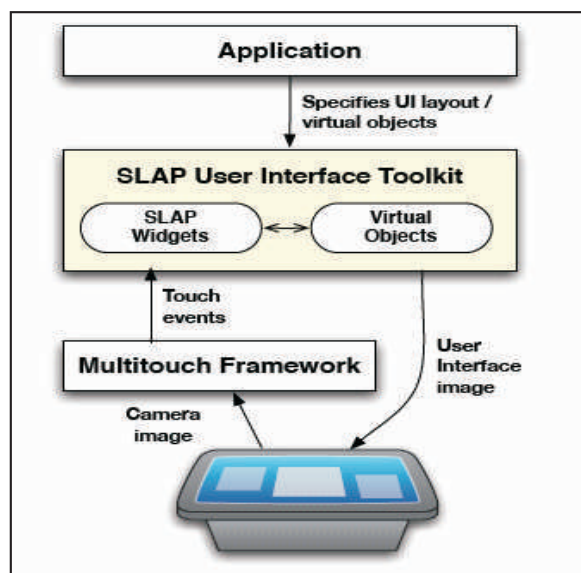 Application
Specifies UI layout /
virtual objects
SLAP User Interface Toolkit
SLAP
Widgets
Virtual
Objects
Touch
events
User
Interface
image
Multitouch Framework
Camera
image